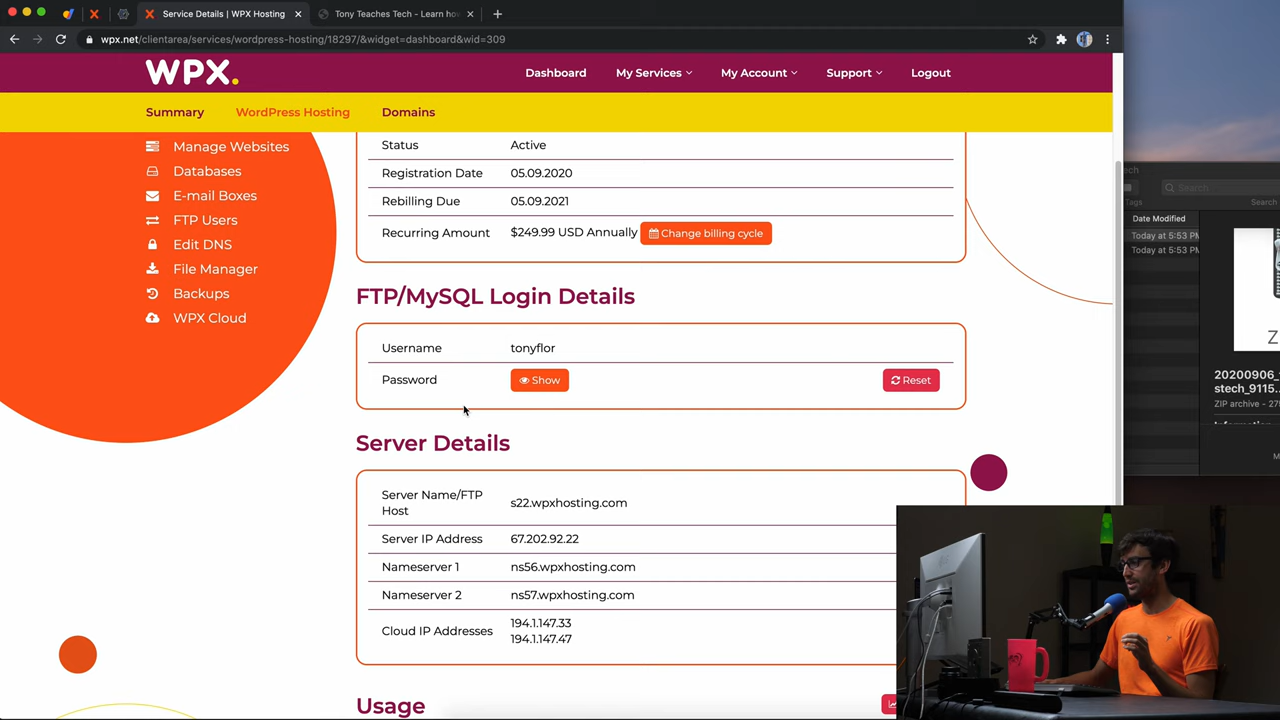 Service Details | WPX Hosting
Tony Teaches Tech - Learn how
wpx.net/clientarea/services/wordpress-hosting/18297/&widget=dashboard&wid=309
WPX.
Dashboard
My Services
My Account
Support
Logout
Summary
WordPress Hosting
Domains
Manage Websites
Databases
E-mail Boxes
FTP Users
Edit DNS
File Manager
Backups
WPX Cloud
Status Active
Registration Date 05.09.2020
Rebilling Due 05.09.2021
Recurring Amount $249.99 USD Annually Change billing cycle
FTP/MySQL Login Details
Username tonyflor
Password Show Reset
Server Details
Server Name/FTP
Host
s22.wpxhosting.com
Server IP Address 67.202.92.22
Nameserver 1 ns56.wpxhosting.com
Nameserver 2 ns57.wpxhosting.com
Cloud IP Addresses
194.1.147.33
194.1.147.47
Usage
ech
Search
Tags
Search
Date Modified
Today at 5:53 PM
Today at 5:53 PM
Z
20200906_
stech_9115...
ZIP archive - 27